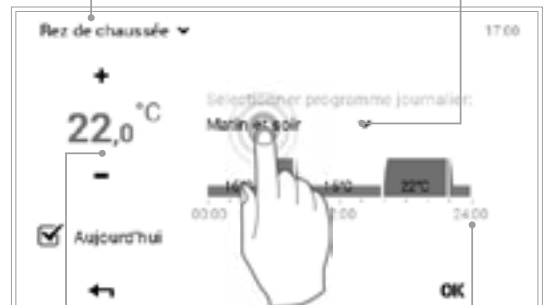 Rez de chaussée
17:00
+
22,0 °C
Sélectionner programme journalier:
Matin et soir
-
16°C 15°C 22°C
00:00 24:00
Aujourd'hui
OK